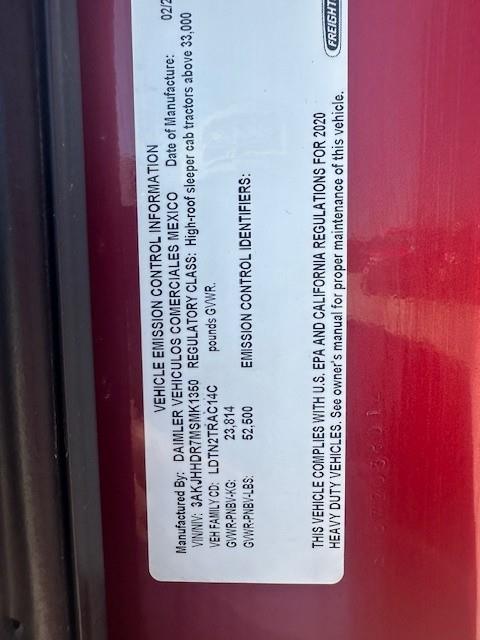 VEHICLE EMISSION CONTROL INFORMATION
Manufactured By: DAIMLER VEHICULOS COMERCIALES MEXICO Date of Manufacture: 02/2
VIN/NIV: 3AKJHHDR7MSMK1350 REGULATORY CLASS: High-roof sleeper cab tractors above 33,000
VEH FAMILY CD: LDTN2TRAC14C pounds GVWR.
GVWR-PNBV-KG: 23,814
GVWR-PNBV-LBS: 52,500 EMISSION CONTROL IDENTIFIERS:
THIS VEHICLE COMPLIES WITH U.S. EPA AND CALIFORNIA REGULATIONS FOR 2020
HEAVY DUTY VEHICLES. See owner's manual for proper maintenance of this vehicle.
FREIGHT